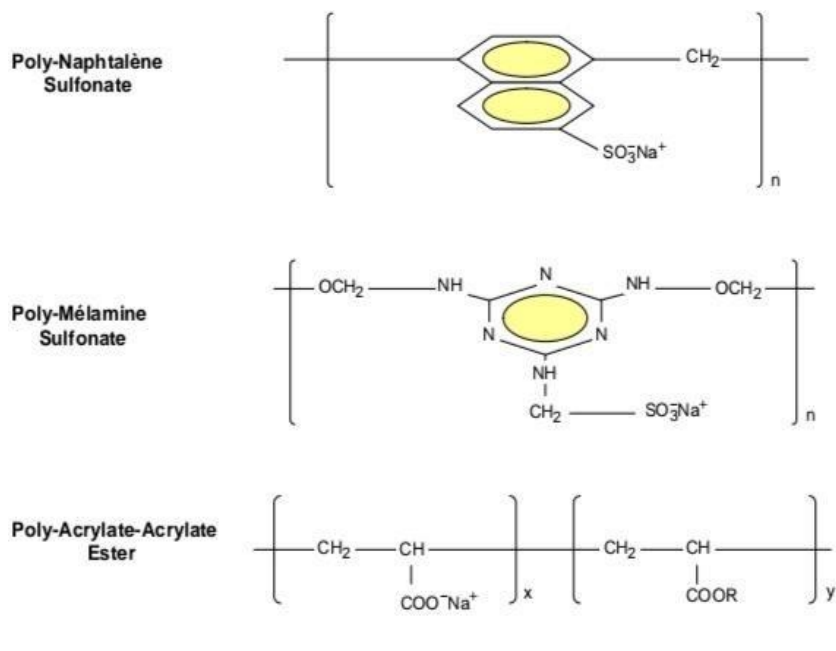 Poly-Naphtalène
Sulfonate
CH2
SO3-Na+
n
Poly-Mélamine
Sulfonate
OCH2
NH
N
NH
OCH2
N
N
NH
CH2
SO3-Na+
n
Poly-Acrylate-Acrylate
Ester
CH2
CH
COO-Na+
x
CH2
CH
COOR
y